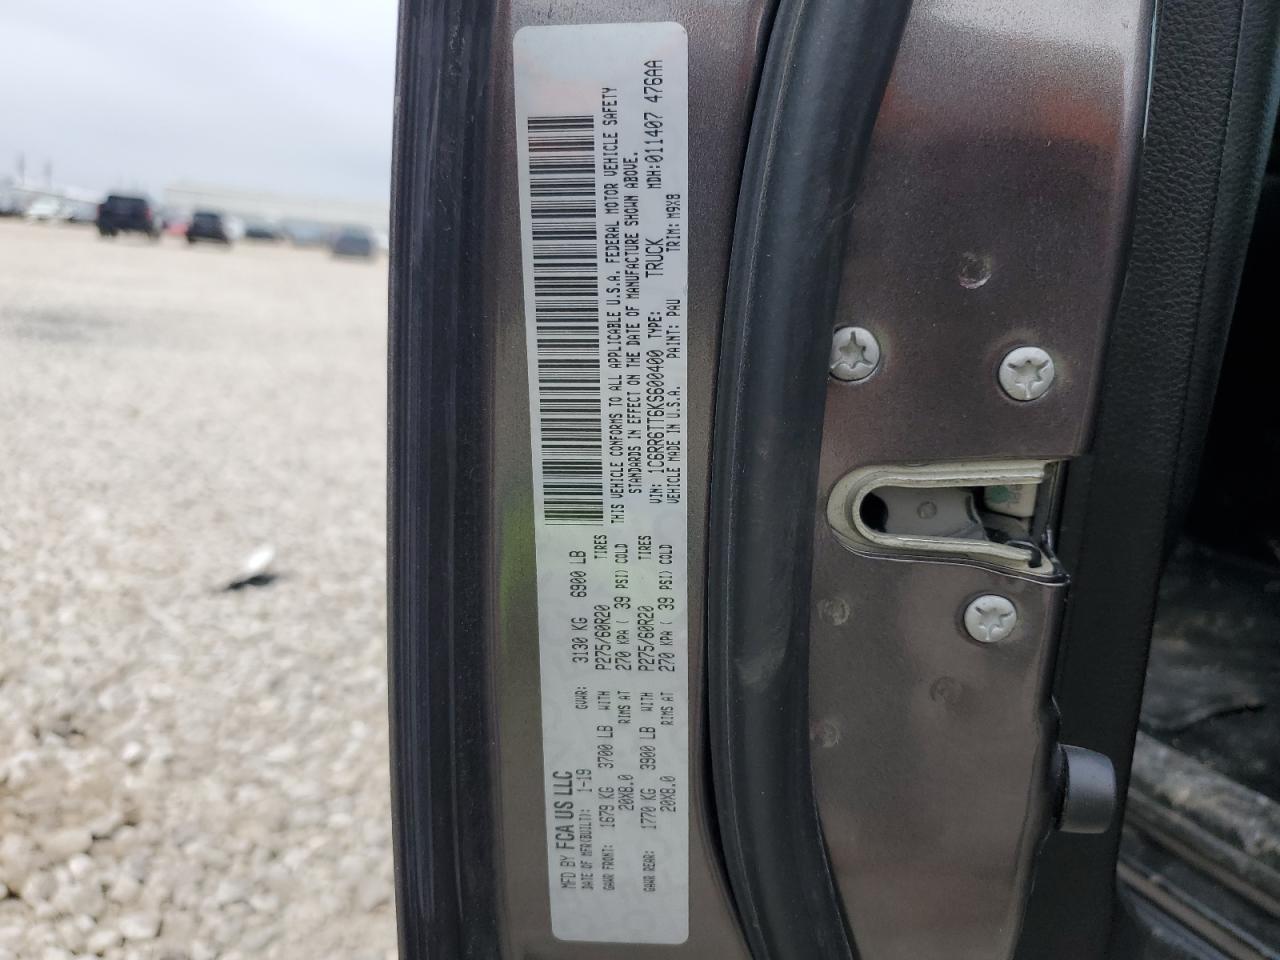 MFD BY FCA US LLC
DATE OF MFR(BUILT): 1-19 GVWR: 3130 KG 6900 LB
GAWR FRONT: 1679 KG 3700 LB WITH P275/60R20 TIRES
20X8.0 RIMS AT 270 KPA ( 39 PSI) COLD
GAWR REAR: 1770 KG 3900 LB WITH P275/60R20 TIRES
20X8.0 RIMS AT 270 KPA ( 39 PSI) COLD
THIS VEHICLE CONFORMS TO ALL APPLICABLE U.S.A. FEDERAL MOTOR VEHICLE SAFETY
STANDARDS IN EFFECT ON THE DATE OF MANUFACTURE SHOWN ABOVE.
VIN: 1C6RR6TT6KS600400 TYPE: TRUCK MDH:011407 476AA
VEHICLE MADE IN U.S.A. PAINT: PAU TRIM: M9X8